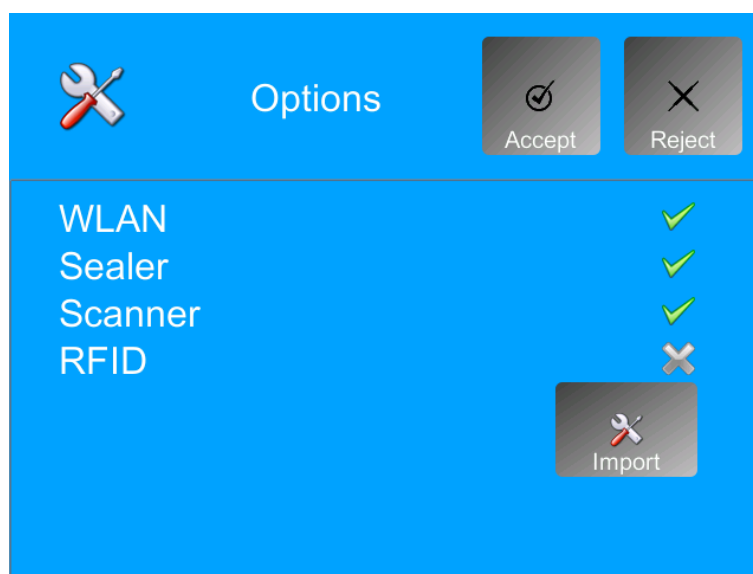 Options
Accept
Reject
WLAN
Sealer
Scanner
RFID
Import